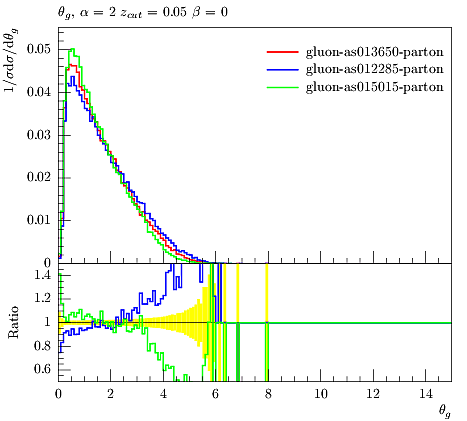 θg, α = 2 zcut = 0.05 β = 0
1/σdσ/dθg
gluon-as013650-parton
gluon-as012285-parton
gluon-as015015-parton
0.05
0.04
0.03
0.02
0.01
0
Ratio
1.4
1.2
1
0.8
0.6
0 2 4 6 8 10 12 14
θg